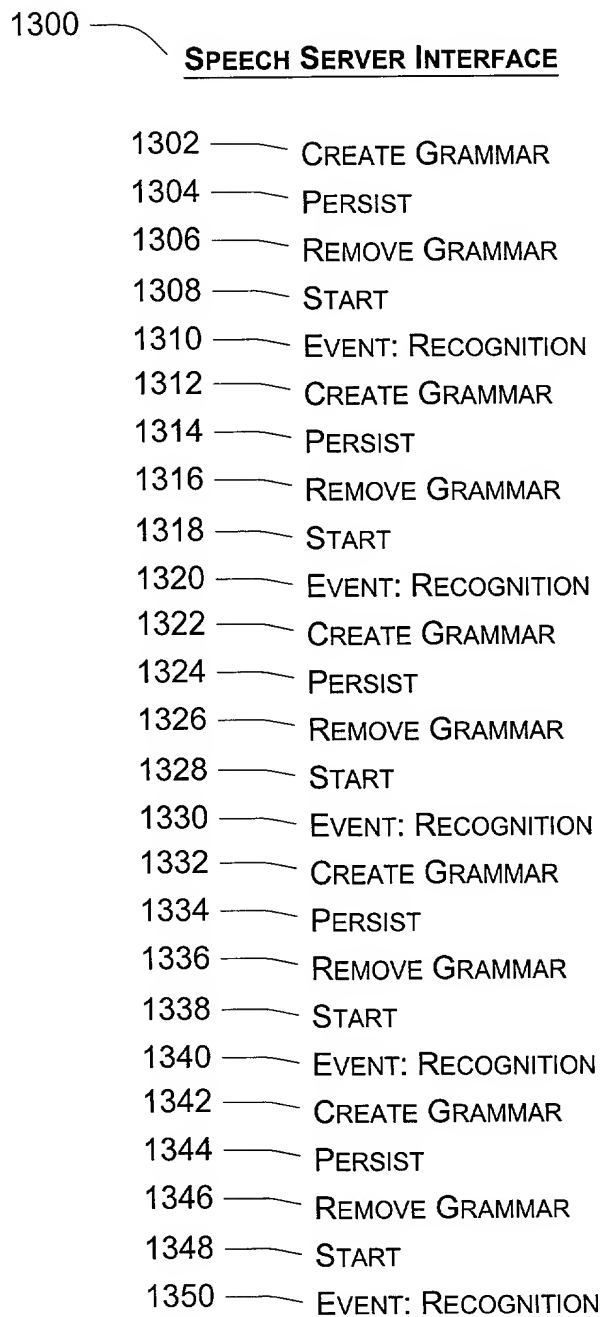 1300
SPEECH SERVER INTERFACE
1302 CREATE GRAMMAR
1304 PERSIST
1306 REMOVE GRAMMAR
1308 START
1310 EVENT: RECOGNITION
1312 CREATE GRAMMAR
1314 PERSIST
1316 REMOVE GRAMMAR
1318 START
1320 EVENT: RECOGNITION
1322 CREATE GRAMMAR
1324 PERSIST
1326 REMOVE GRAMMAR
1328 START
1330 EVENT: RECOGNITION
1332 CREATE GRAMMAR
1334 PERSIST
1336 REMOVE GRAMMAR
1338 START
1340 EVENT: RECOGNITION
1342 CREATE GRAMMAR
1344 PERSIST
1346 REMOVE GRAMMAR
1348 START
1350 EVENT: RECOGNITION